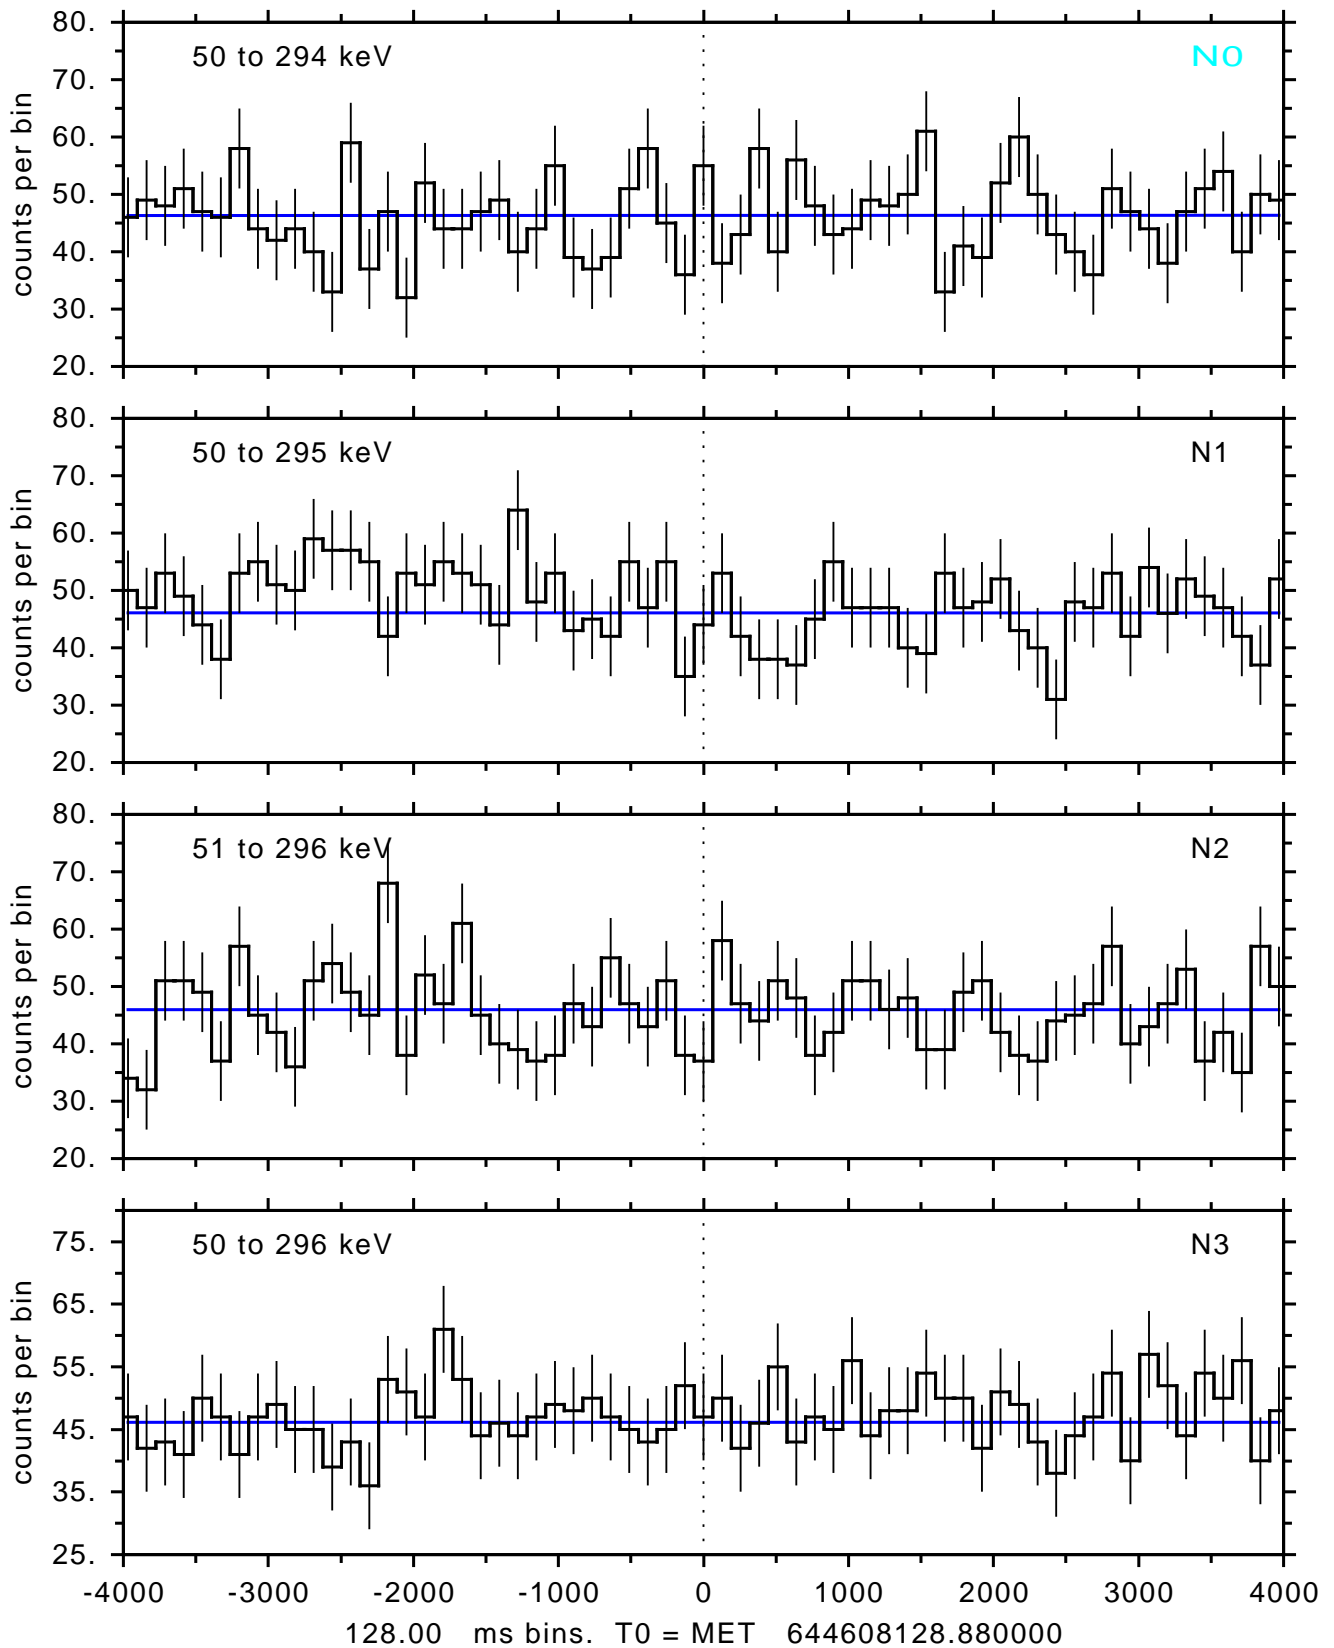 80.
50 to 294 keV N0
70.
60.
50.
40.
30.
20.
counts per bin
80.
50 to 295 keV N1
70.
60.
50.
40.
30.
20.
counts per bin
80.
51 to 296 keV N2
70.
60.
50.
40.
30.
20.
counts per bin
50 to 296 keV N3
75.
65.
55.
45.
35.
25.
counts per bin
-4000 -3000 -2000 -1000 0 1000 2000 3000 4000
128.00 ms bins. T0 = MET 644608128.880000